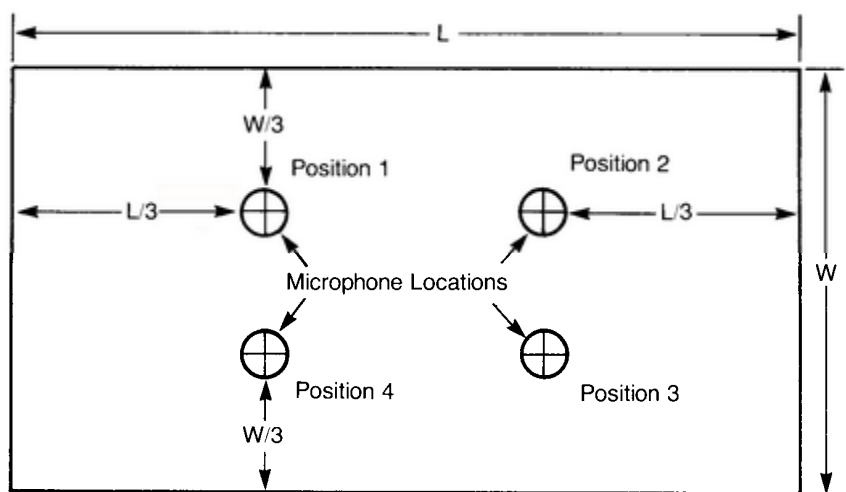 L
W/3
Position 1
Position 2
L/3
L/3
Microphone Locations
W
Position 4
Position 3
W/3